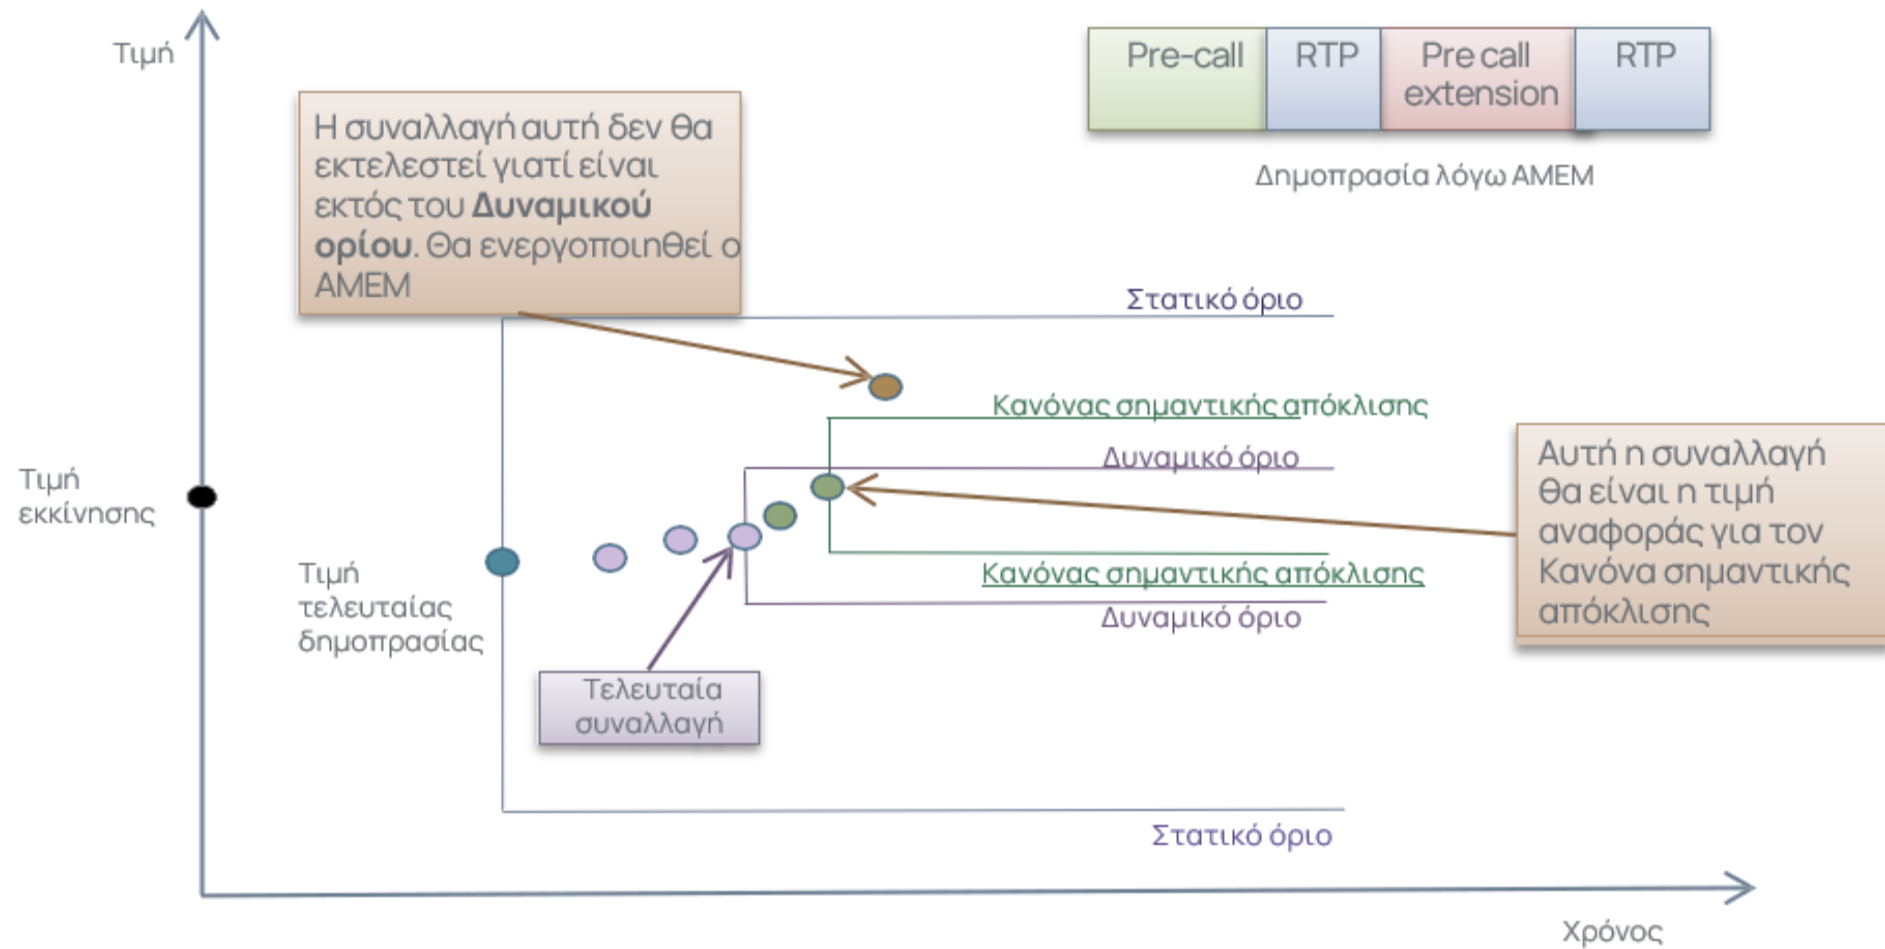 Τιμή
Pre-call
RTP
Pre call
extension
RTP
Δημοπρασία λόγω ΑΜΕΜ
Η συναλλαγή αυτή δεν θα
εκτελεστεί γιατί είναι
εκτός του Δυναμικού
ορίου. Θα ενεργοποιηθεί ο
ΑΜΕΜ
Στατικό όριο
Κανόνας σημαντικής απόκλισης
Δυναμικό όριο
Αυτή η συναλλαγή
θα είναι η τιμή
αναφοράς για τον
Κανόνα σημαντικής
απόκλισης
Τιμή
εκκίνησης
Τιμή
τελευταίας
δημοπρασίας
Κανόνας σημαντικής απόκλισης
Δυναμικό όριο
Τελευταία
συναλλαγή
Στατικό όριο
Χρόνος